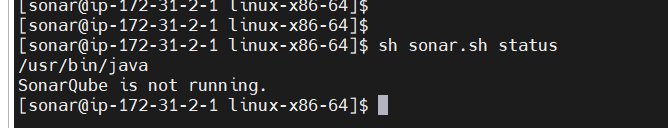 [sonar@ip-172-31-2-1 linux-x86-64]$
[sonar@ip-172-31-2-1 linux-x86-64]$
[sonar@ip-172-31-2-1 linux-x86-64]$ sh sonar.sh status
/usr/bin/java
SonarQube is not running.
[sonar@ip-172-31-2-1 linux-x86-64]$